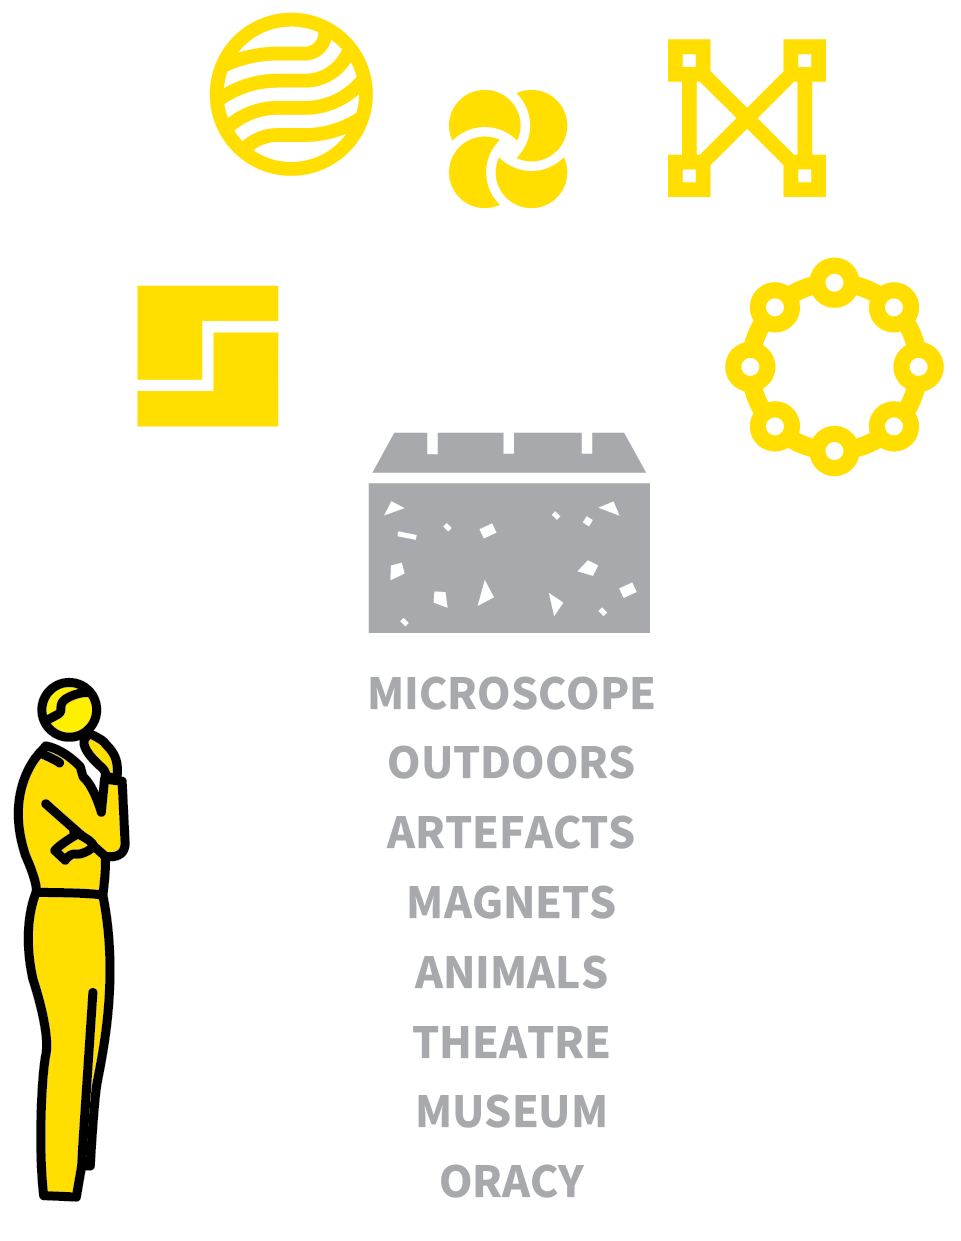 MICROSCOPE
OUTDOORS
ARTEFACTS
MAGNETS
ANIMALS
THEATRE
MUSEUM
ORACY